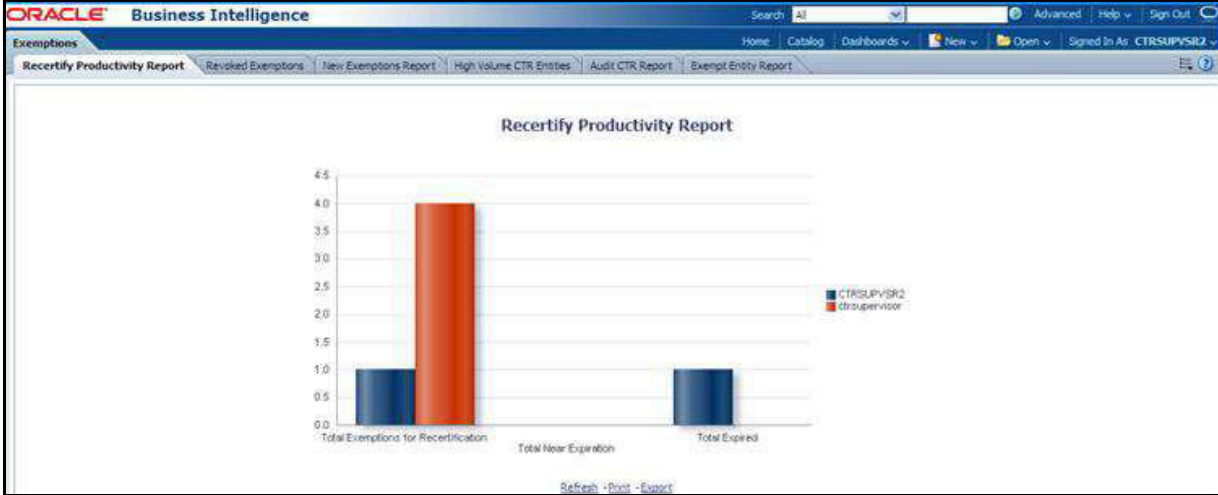 ORACLE Business Intelligence Search All Advanced Help Sign Out
Exemptions Home Catalog Dashboards New Open Signed In As CTRSUPVSR2
Recertify Productivity Report Revoked Exemptions New Exemptions Report High Volume CTR Entities Audit CTR Report Exempt Entity Report
Recertify Productivity Report
4.5
4.0
3.5
3.0
2.5
2.0
1.5
1.0
0.5
0.0
CTRSUPVSR2
ctrsupervisor
Total Exemptions for Recertification Total Near Expiration Total Expired
Refresh - Print - Export